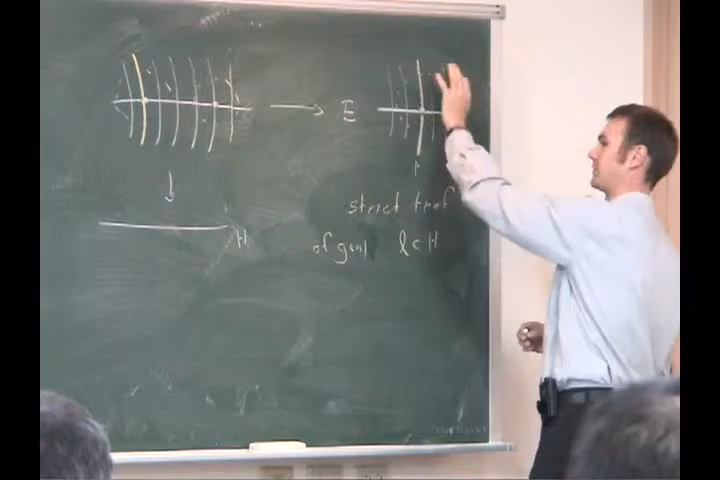 E
H
strict tref
of genl l ⊂ H